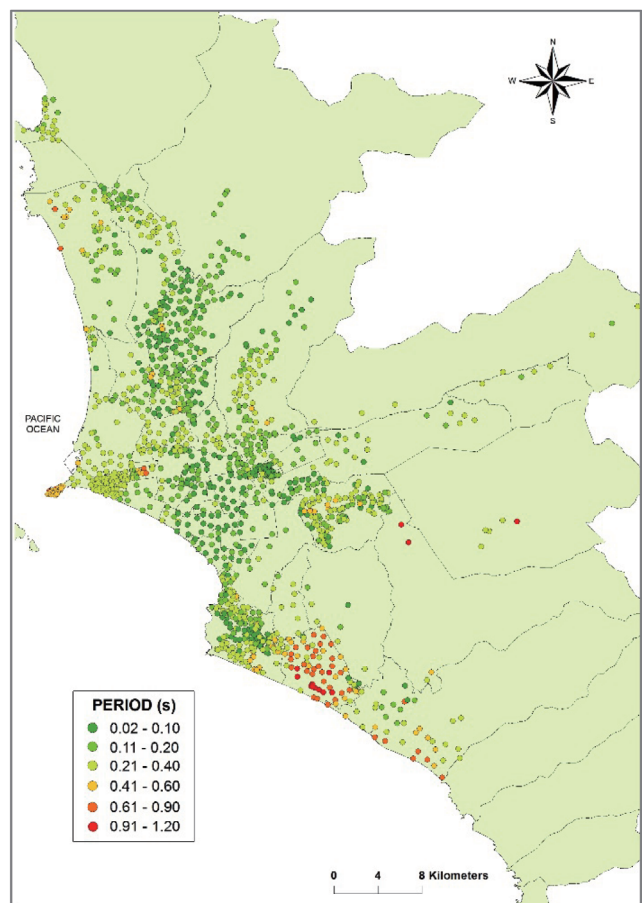 N
W E
S
PACIFIC
OCEAN
PERIOD (s)
0.02 - 0.10
0.11 - 0.20
0.21 - 0.40
0.41 - 0.60
0.61 - 0.90
0.91 - 1.20
0 4 8 Kilometers